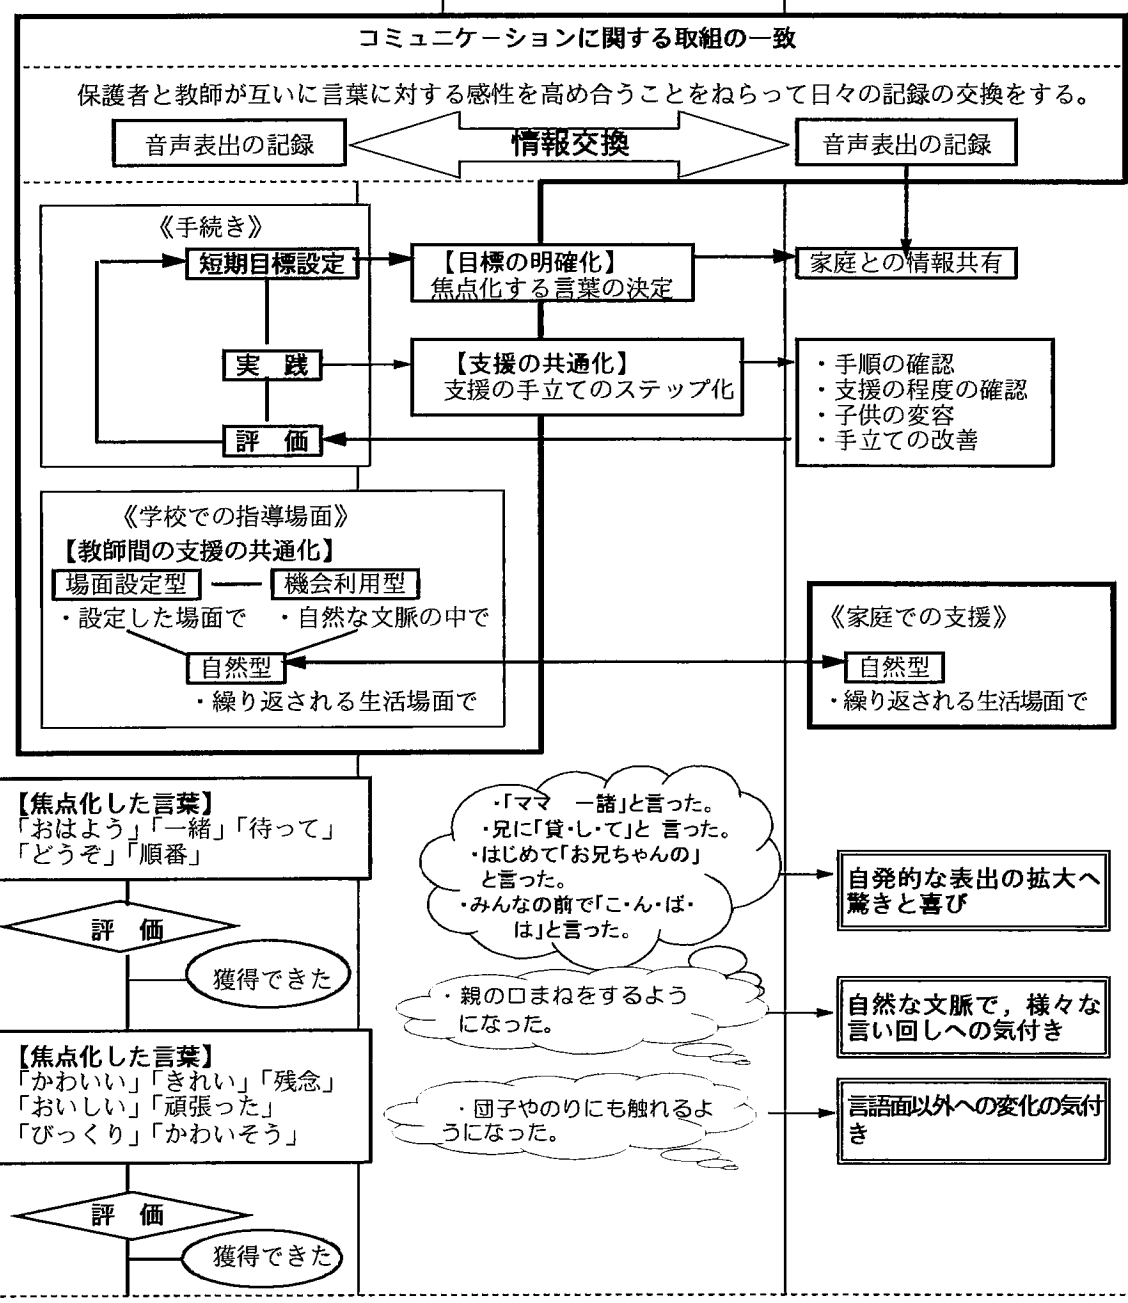 コミュニケーションに関する取組の一致
保護者と教師が互いに言葉に対する感性を高め合うことをねらって日々の記録の交換をする。
音声表出の記録
情報交換
音声表出の記録
《手続き》
短期目標設定
【目標の明確化】
焦点化する言葉の決定
家庭との情報共有
実　践
【支援の共通化】
支援の手立てのステップ化
・手順の確認
・支援の程度の確認
・子供の変容
・手立ての改善
評　価
《学校での指導場面》
【教師間の支援の共通化】
場面設定型
機会利用型
・設定した場面で
・自然な文脈の中で
自然型
・繰り返される生活場面で
《家庭での支援》
自然型
・繰り返される生活場面で
【焦点化した言葉】
「おはよう」「一緒」「待って」
「どうぞ」「順番」
評　価
獲得できた
・「ママ　一諸」と言った。
・兄に「貸・し・て」と 言った。
・はじめて「お兄ちゃんの」
と言った。
・みんなの前で「こ・ん・ば・
は」と言った。
自発的な表出の拡大へ
驚きと喜び
・親の口まねをするよう
になった。
自然な文脈で，様々な
言い回しへの気付き
【焦点化した言葉】
「かわいい」「きれい」「残念」
「おいしい」「頑張った」
「びっくり」「かわいそう」
・団子やのりにも触れるよ
うになった。
言語面以外への変化の気付
き
評　価
獲得できた